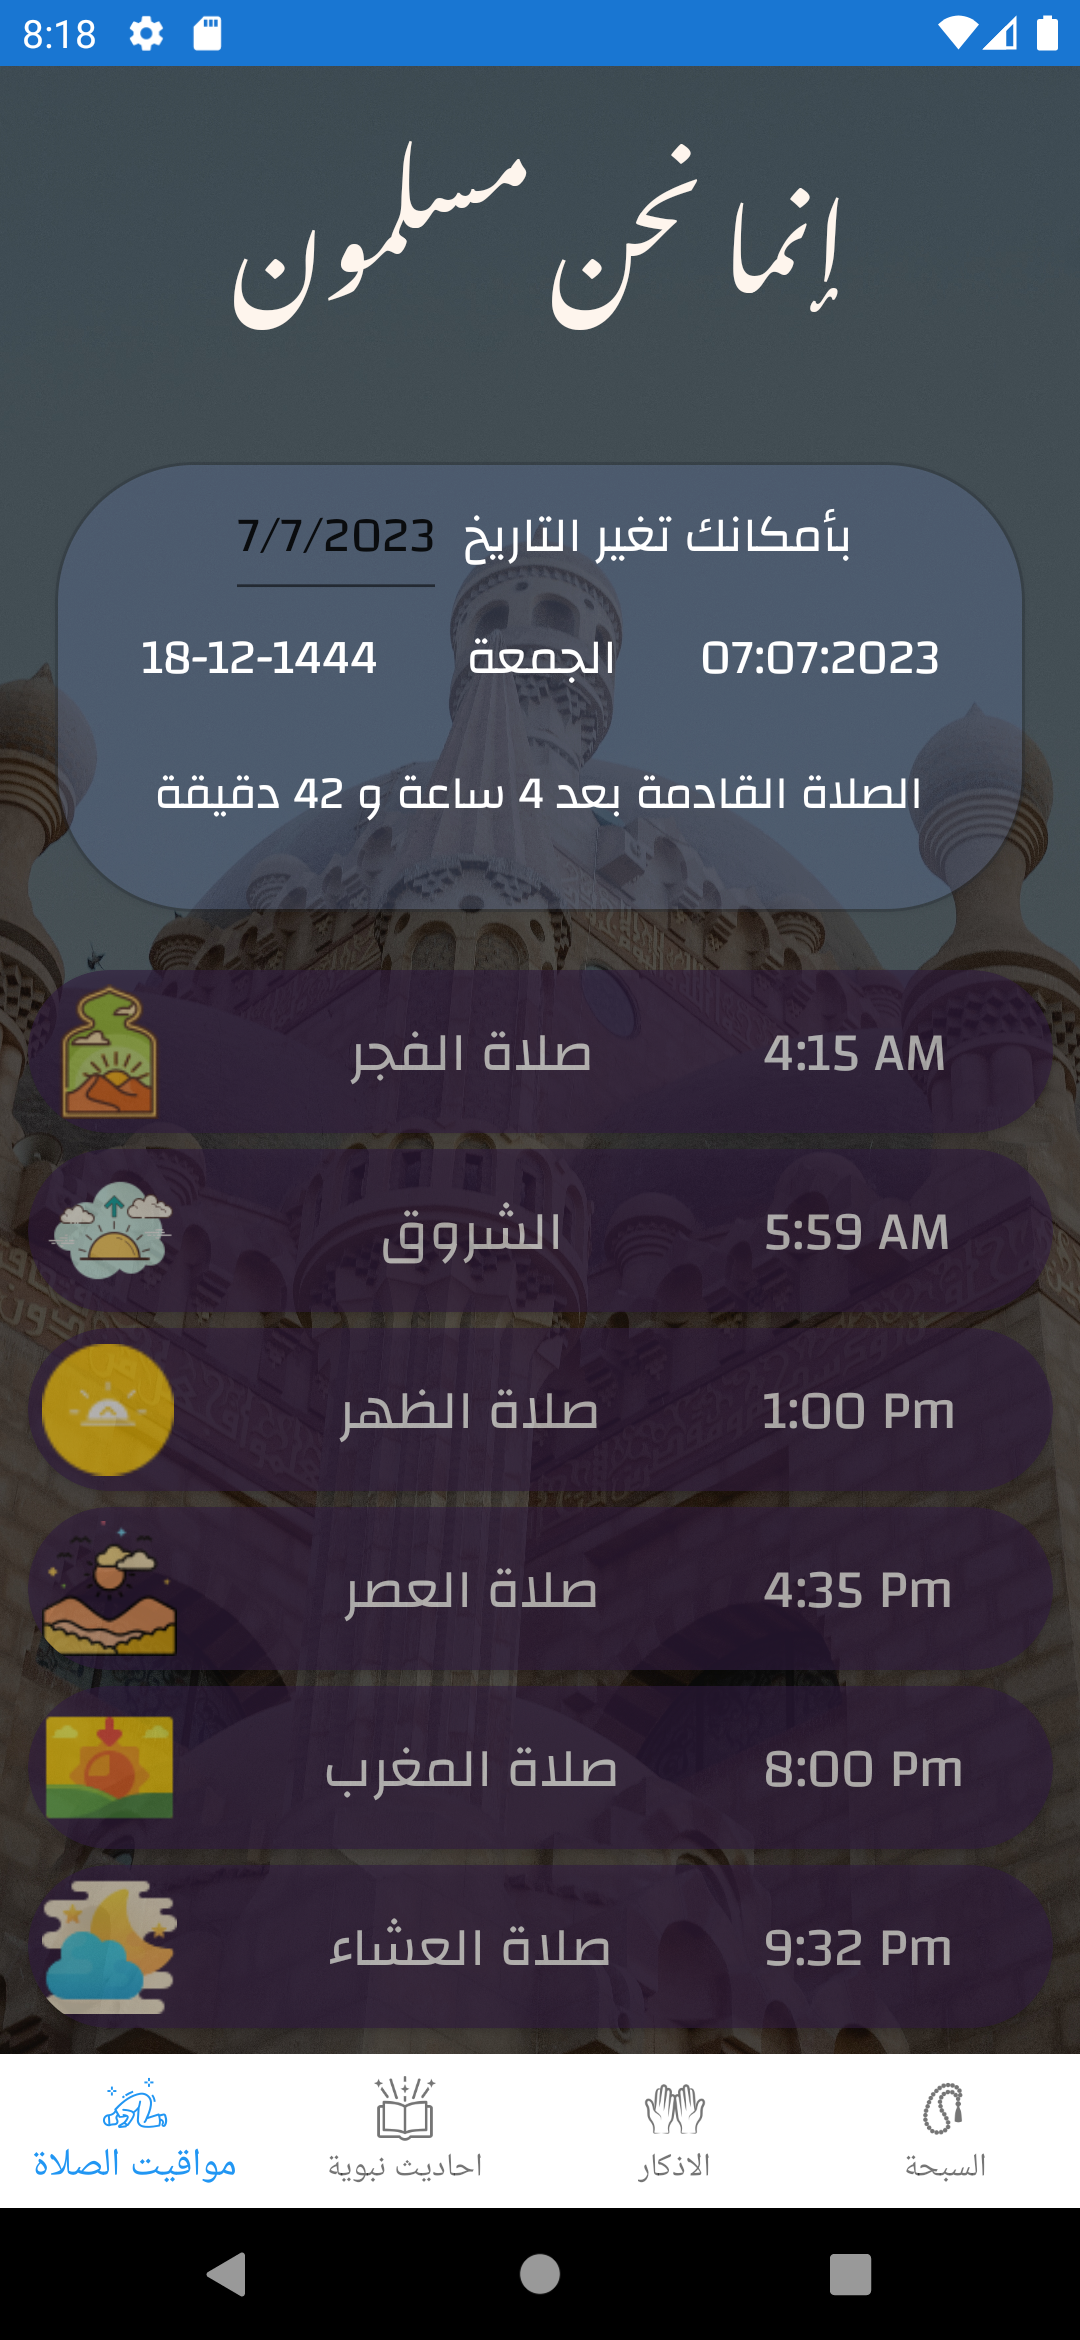 8:18
إنما نحن مسلمون
بأمكانك تغير التاريخ 7/7/2023
07:07:2023 الجمعة 18-12-1444
الصلاة القادمة بعد 4 ساعة و 42 دقيقة
صلاة الفجر 4:15 AM
الشروق 5:59 AM
صلاة الظهر 1:00 Pm
صلاة العصر 4:35 Pm
صلاة المغرب 8:00 Pm
صلاة العشاء 9:32 Pm
السبحة الاذكار احاديث نبوية مواقيت الصلاة